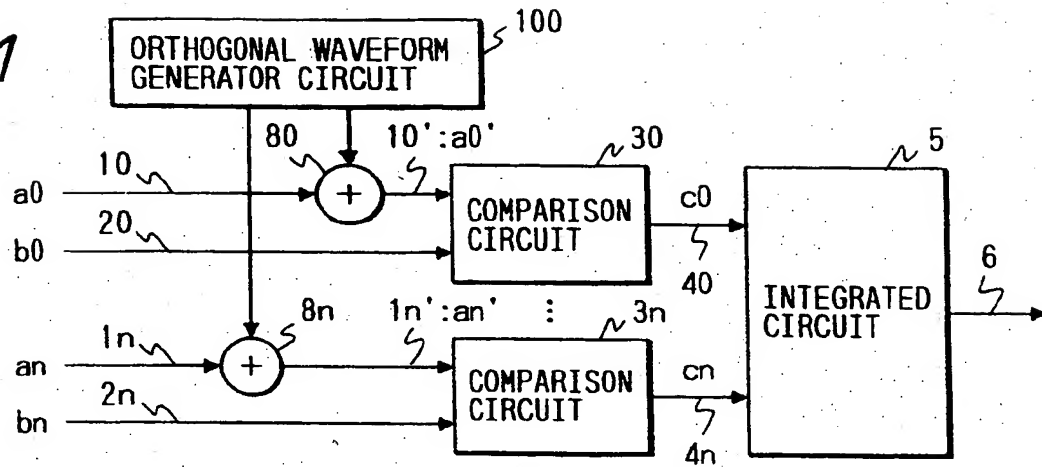 1
100
ORTHOGONAL WAVEFORM
GENERATOR CIRCUIT
80
10':a0'
30
5
10
a0
+
COMPARISON
CIRCUIT
c0
20
b0
40
INTEGRATED
CIRCUIT
6
8n
1n':an'
⋮
3n
1n
an
+
COMPARISON
CIRCUIT
cn
2n
bn
4n